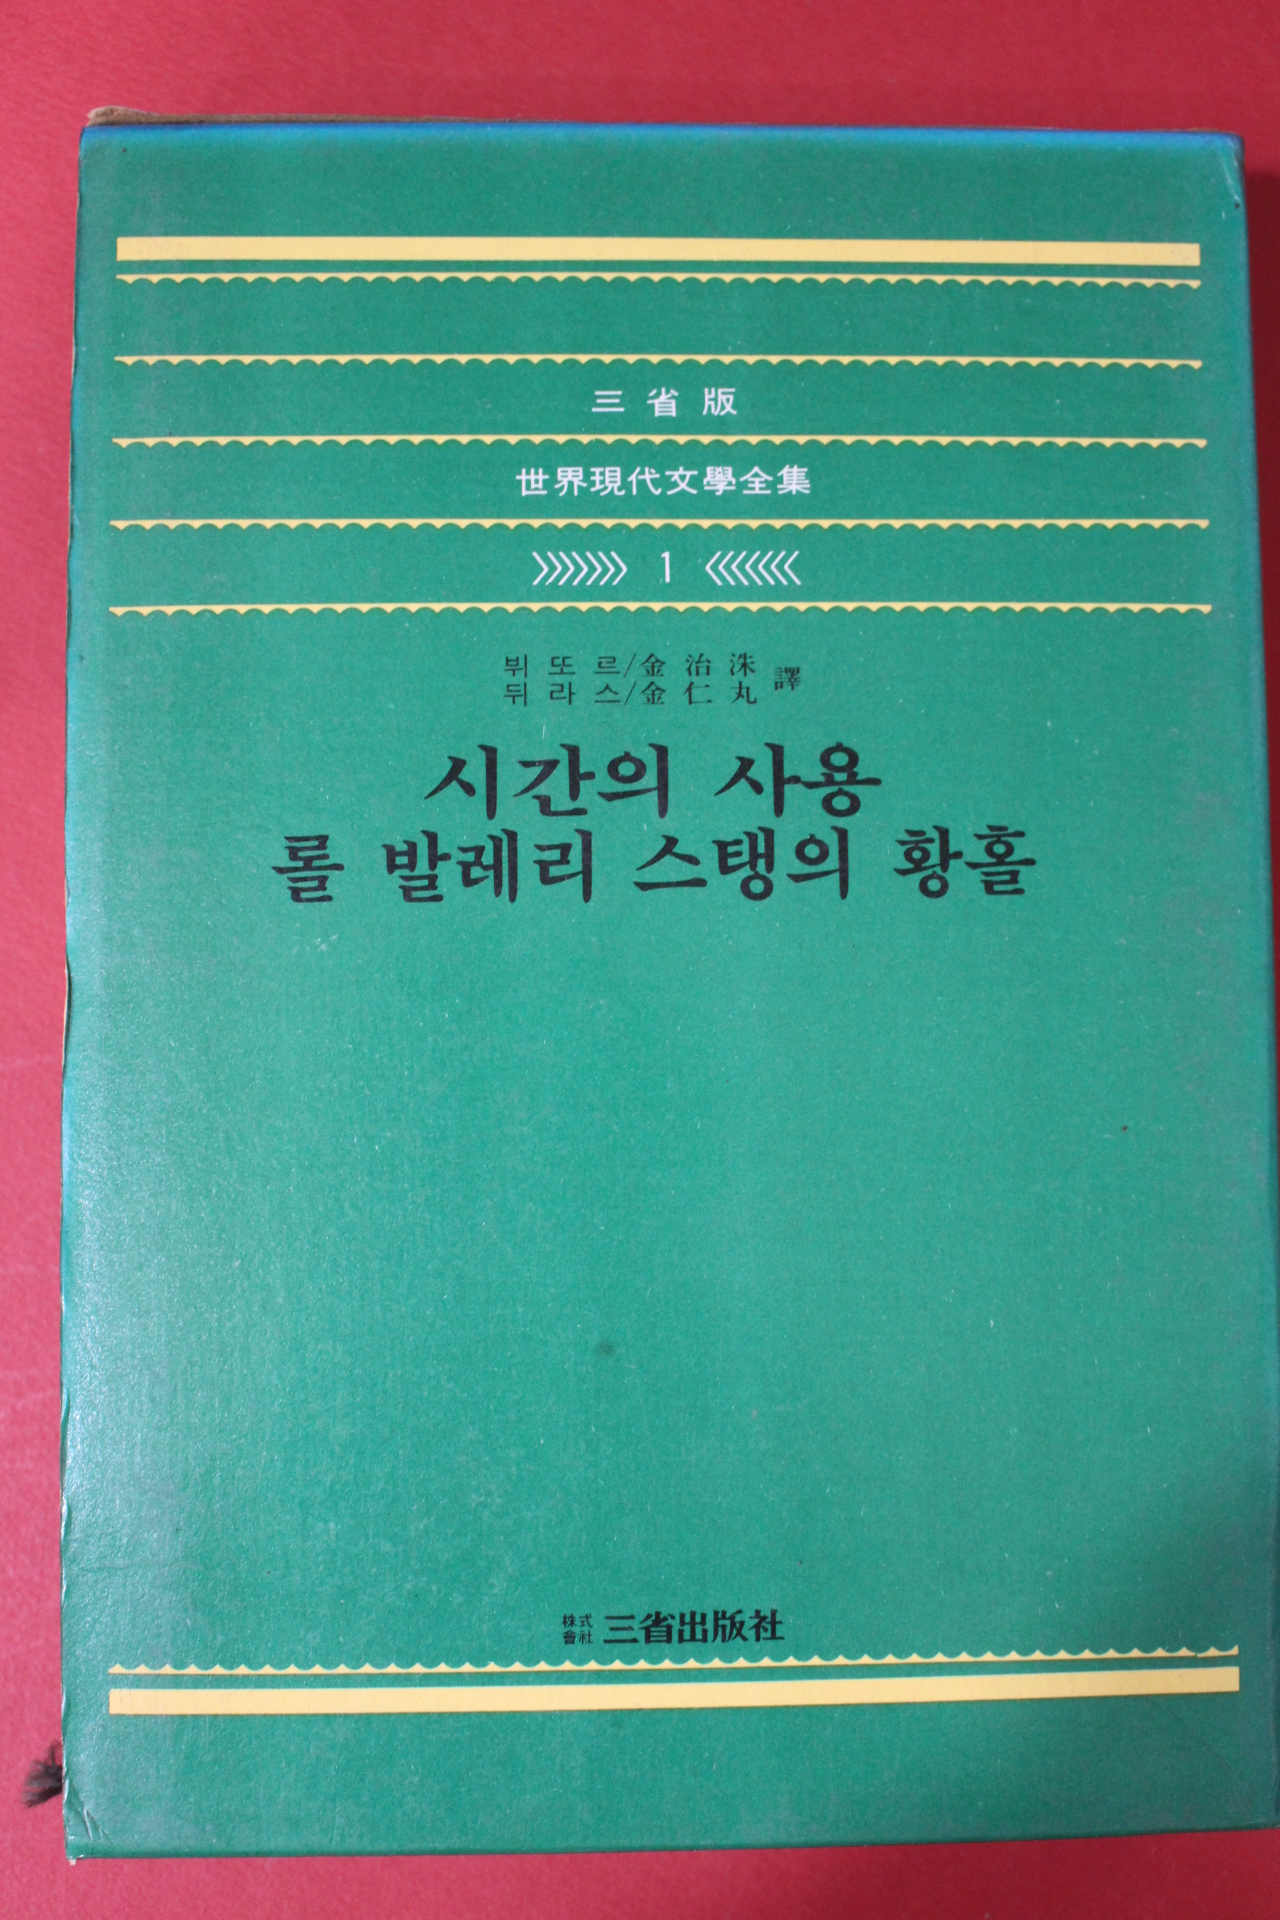 三省版
世界現代文學全集
1
뷔또르/金治洙
뒤라스/金仁丸 譯
시간의 사용
롤 발레리 스탱의 황홀
株式會社 三省出版社